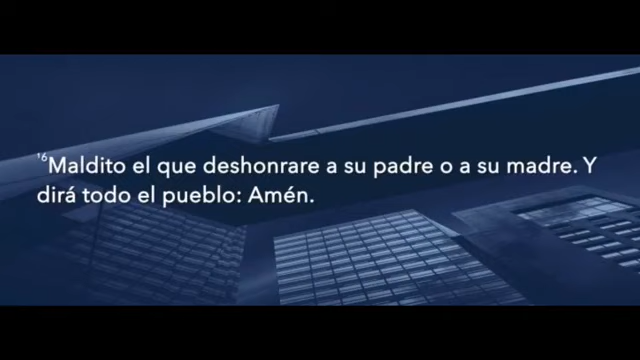 ¹⁶Maldito el que deshonrare a su padre o a su madre. Y
dirá todo el pueblo: Amén.